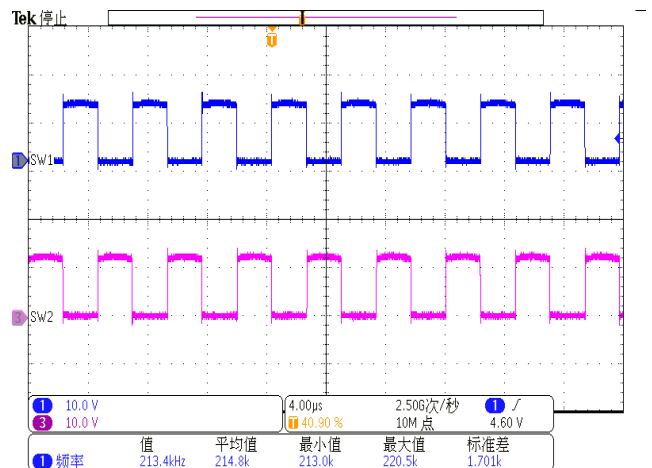 Tek 停止
T
1 SW1
3 SW2
1 10.0 V
3 10.0 V
4.00μs 2.50G次/秒 1 ∫
T 40.90 % 10M 点 4.60 V
值 平均值 最小值 最大值 标准差
1 频率 213.4kHz 214.8k 213.0k 220.5k 1.701k